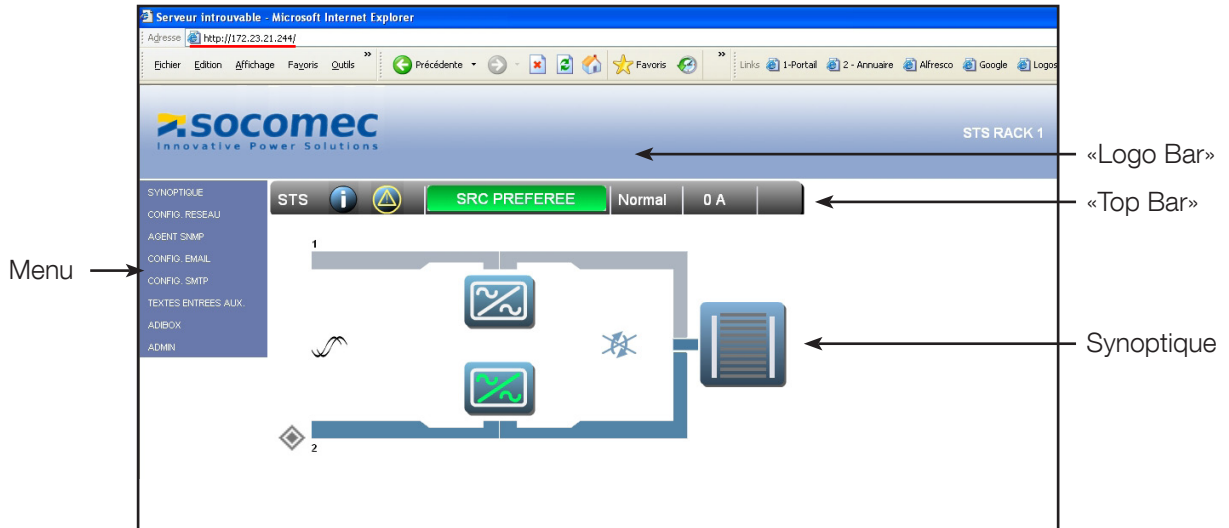 Serveur introuvable - Microsoft Internet Explorer
Adresse http://172.23.21.244/
Fichier Edition Affichage Favoris Outils » Précédente Favoris » Links 1-Portail 2 - Annuaire Alfresco Google Logos
socomec
Innovative Power Solutions
STS RACK 1
«Logo Bar»
SYNOPTIQUE
CONFIG. RESEAU
AGENT SNMP
CONFIG. EMAIL
CONFIG. SMTP
TEXTES ENTREES AUX.
ADIBOX
ADMIN
STS SRC PREFEREE Normal 0 A
«Top Bar»
Menu
1
2
Synoptique